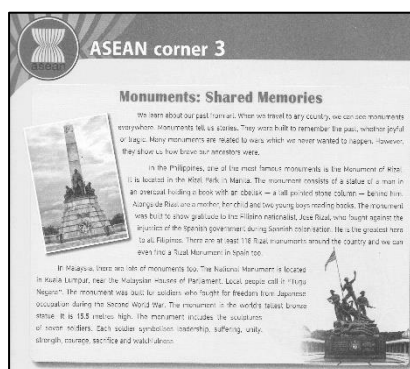 asean
ASEAN corner 3
Monuments: Shared Memories
We learn about our past from art. When we travel to any country, we can see monuments
everywhere. Monuments tell us stories. They were built to remember the past, whether joyful
or tragic. Many monuments are related to wars which we never wanted to happen. However,
they show us how brave our ancestors were.
In the Philippines, one of the most famous monuments is the Monument of Rizal.
It is located in the Rizal Park in Manila. The monument consists of a statue of a man in
an overcoat holding a book with an obelisk — a tall pointed stone column — behind him.
Alongside Rizal are a mother, her child and two young boys reading books. The monument
was built to show gratitude to the Filipino nationalist, Jose Rizal, who fought against the
injustice of the Spanish government during Spanish colonisation. He is the greatest hero
to all Filipinos. There are at least 118 Rizal monuments around the country and we can
even find a Rizal Monument in Spain too.
In Malaysia, there are lots of monuments too. The National Monument is located
in Kuala Lumpur, near the Malaysian Houses of Parliament. Local people call it "Tugu
Negara". The monument was built for soldiers who fought for freedom from Japanese
occupation during the Second World War. The monument is the world's tallest bronze
statue. It is 15.5 metres high. The monument includes the sculptures
of seven soldiers. Each soldier symbolises leadership, suffering, unity,
strength, courage, sacrifice and watchfulness.